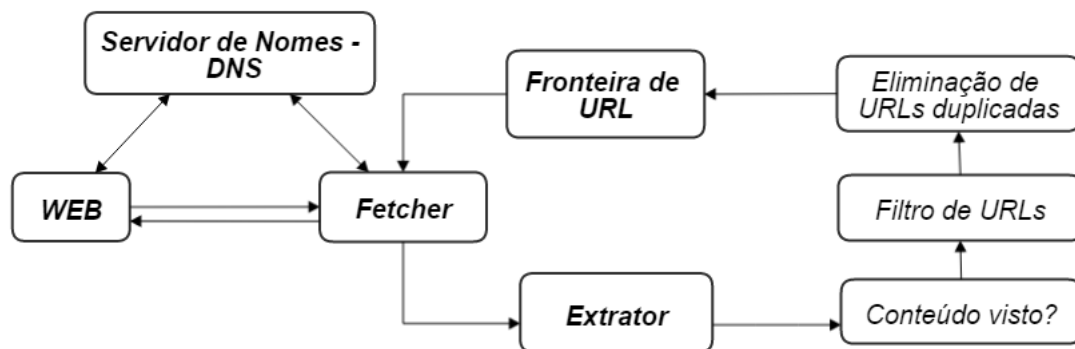 Servidor de Nomes -
DNS
Fronteira de
URL
Eliminação de
URLs duplicadas
WEB
Fetcher
Filtro de URLs
Extrator
Conteúdo visto?